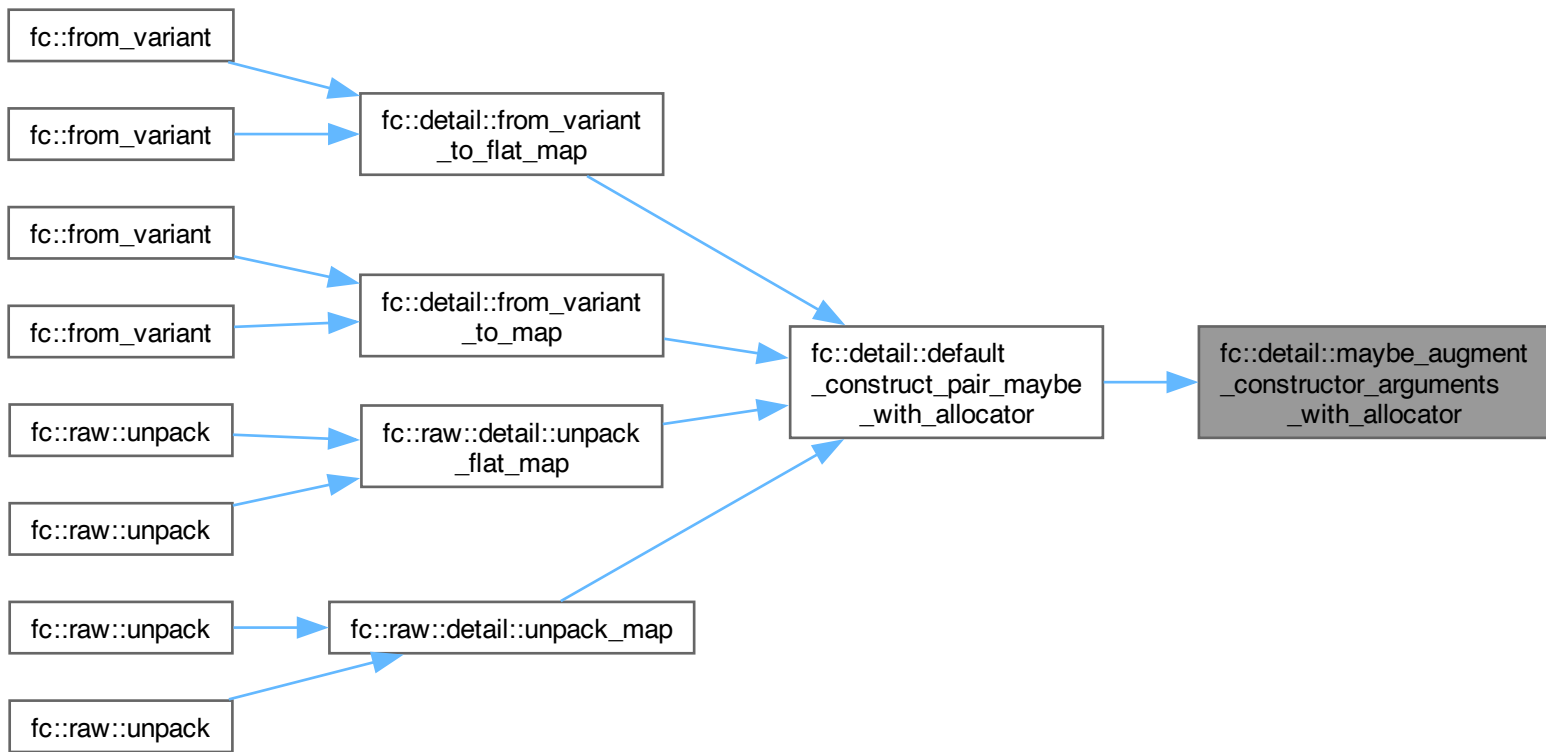 fc::from_variant
fc::from_variant
fc::detail::from_variant
_to_flat_map
fc::from_variant
fc::from_variant
fc::detail::from_variant
_to_map
fc::raw::unpack
fc::raw::unpack
fc::raw::detail::unpack
_flat_map
fc::raw::unpack
fc::raw::unpack
fc::raw::detail::unpack_map
fc::detail::default
_construct_pair_maybe
_with_allocator
fc::detail::maybe_augment
_constructor_arguments
_with_allocator